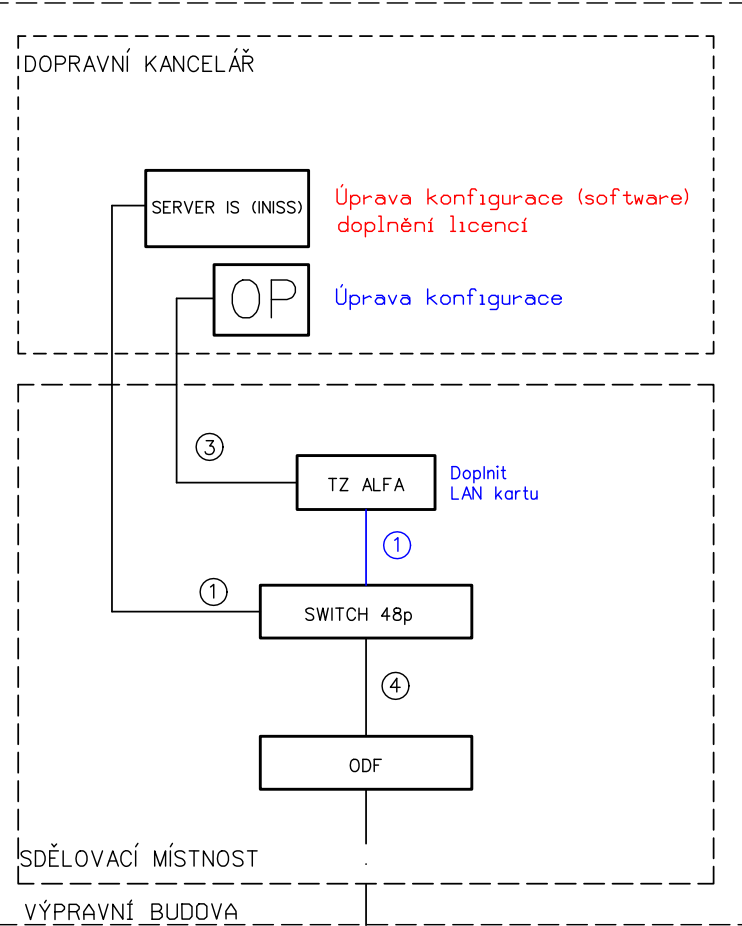 DOPRAVNÍ KANCELÁŘ
SERVER IS (INISS)
Úprava konfigurace (software)
doplnění licencí
OP
Úprava konfigurace
3
TZ ALFA
Doplnit
LAN kartu
1
1
SWITCH 48p
4
ODF
SDĚLOVACÍ MÍSTNOST
VÝPRAVNÍ BUDOVA